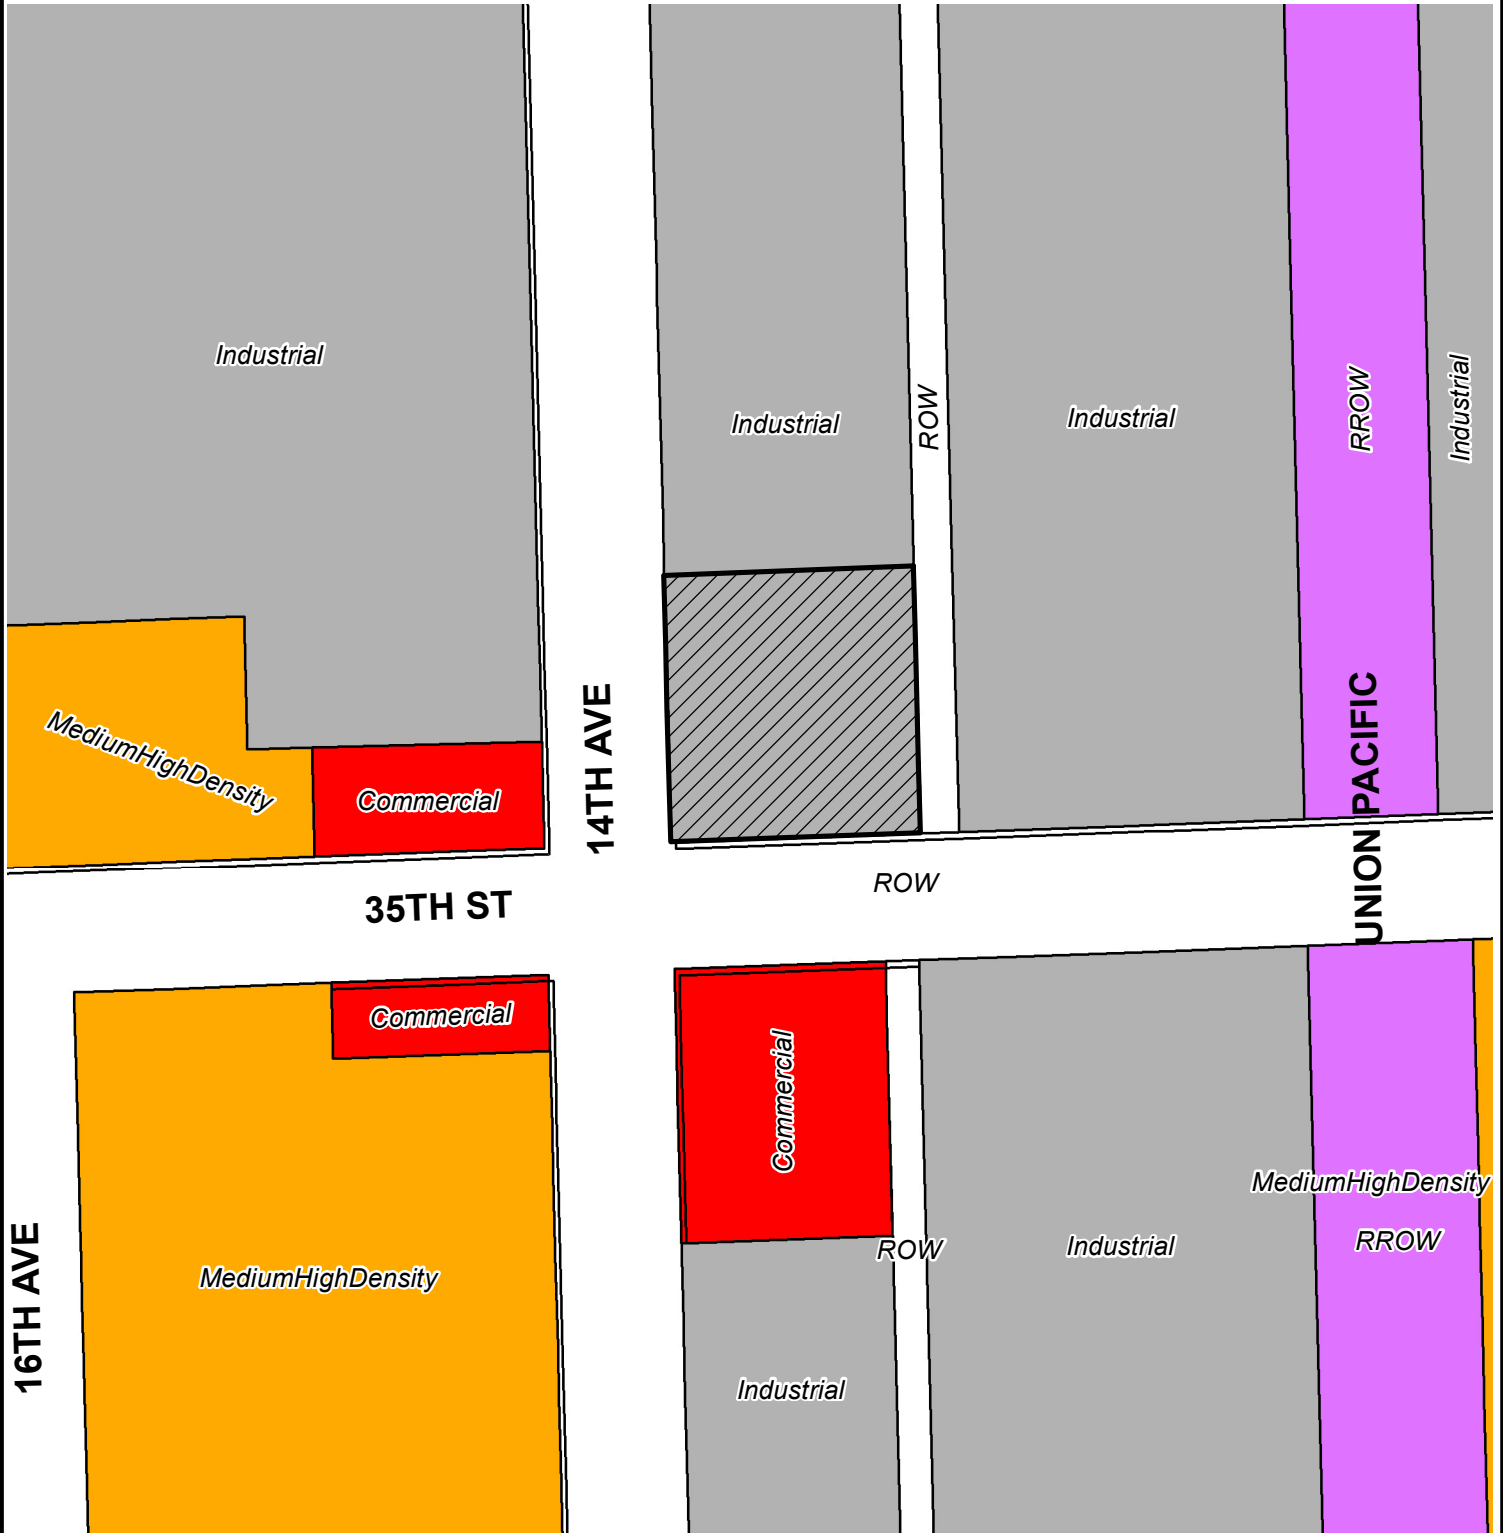 Industrial
Industrial
ROW
Industrial
RROW
Industrial
MediumHighDensity
Commercial
14TH AVE
UNION PACIFIC
35TH ST
ROW
Commercial
Commercial
MediumHighDensity
RROW
16TH AVE
MediumHighDensity
ROW
Industrial
Industrial